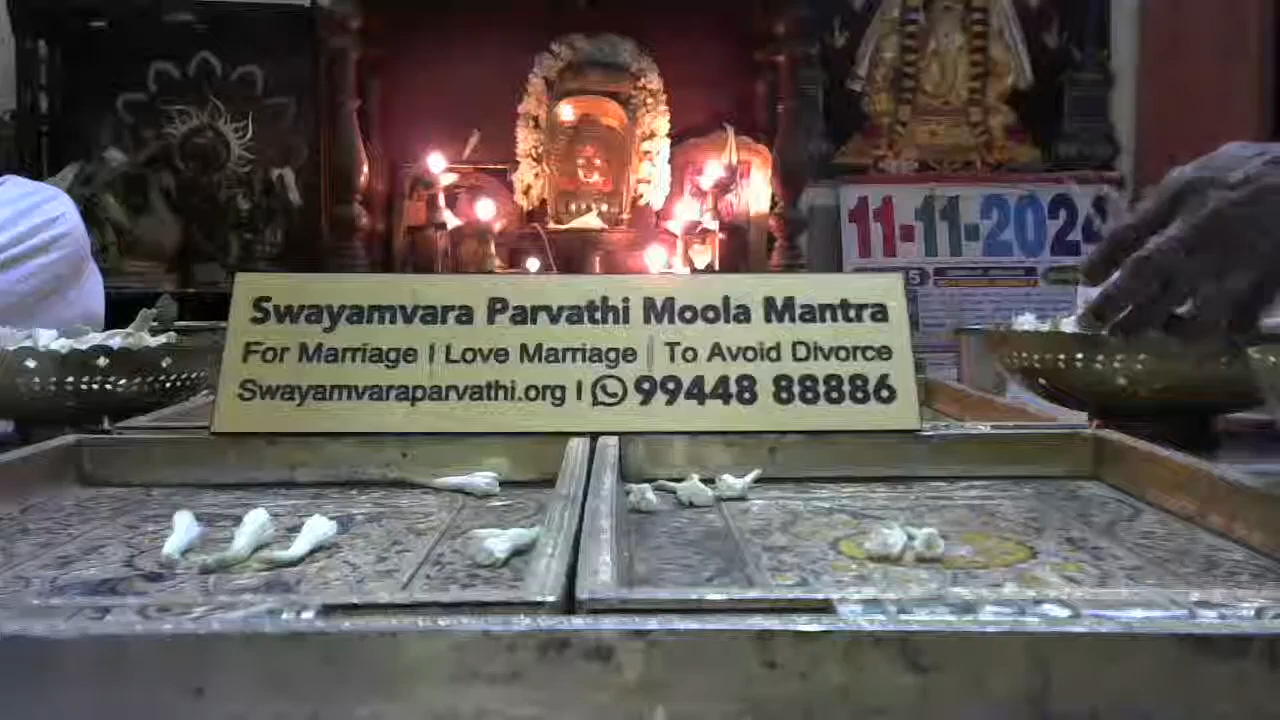 11-11-2024
Swayamvara Parvathi Moola Mantra
For Marriage | Love Marriage | To Avoid Divorce
Swayamvaraparvathi.org | 99448 88886